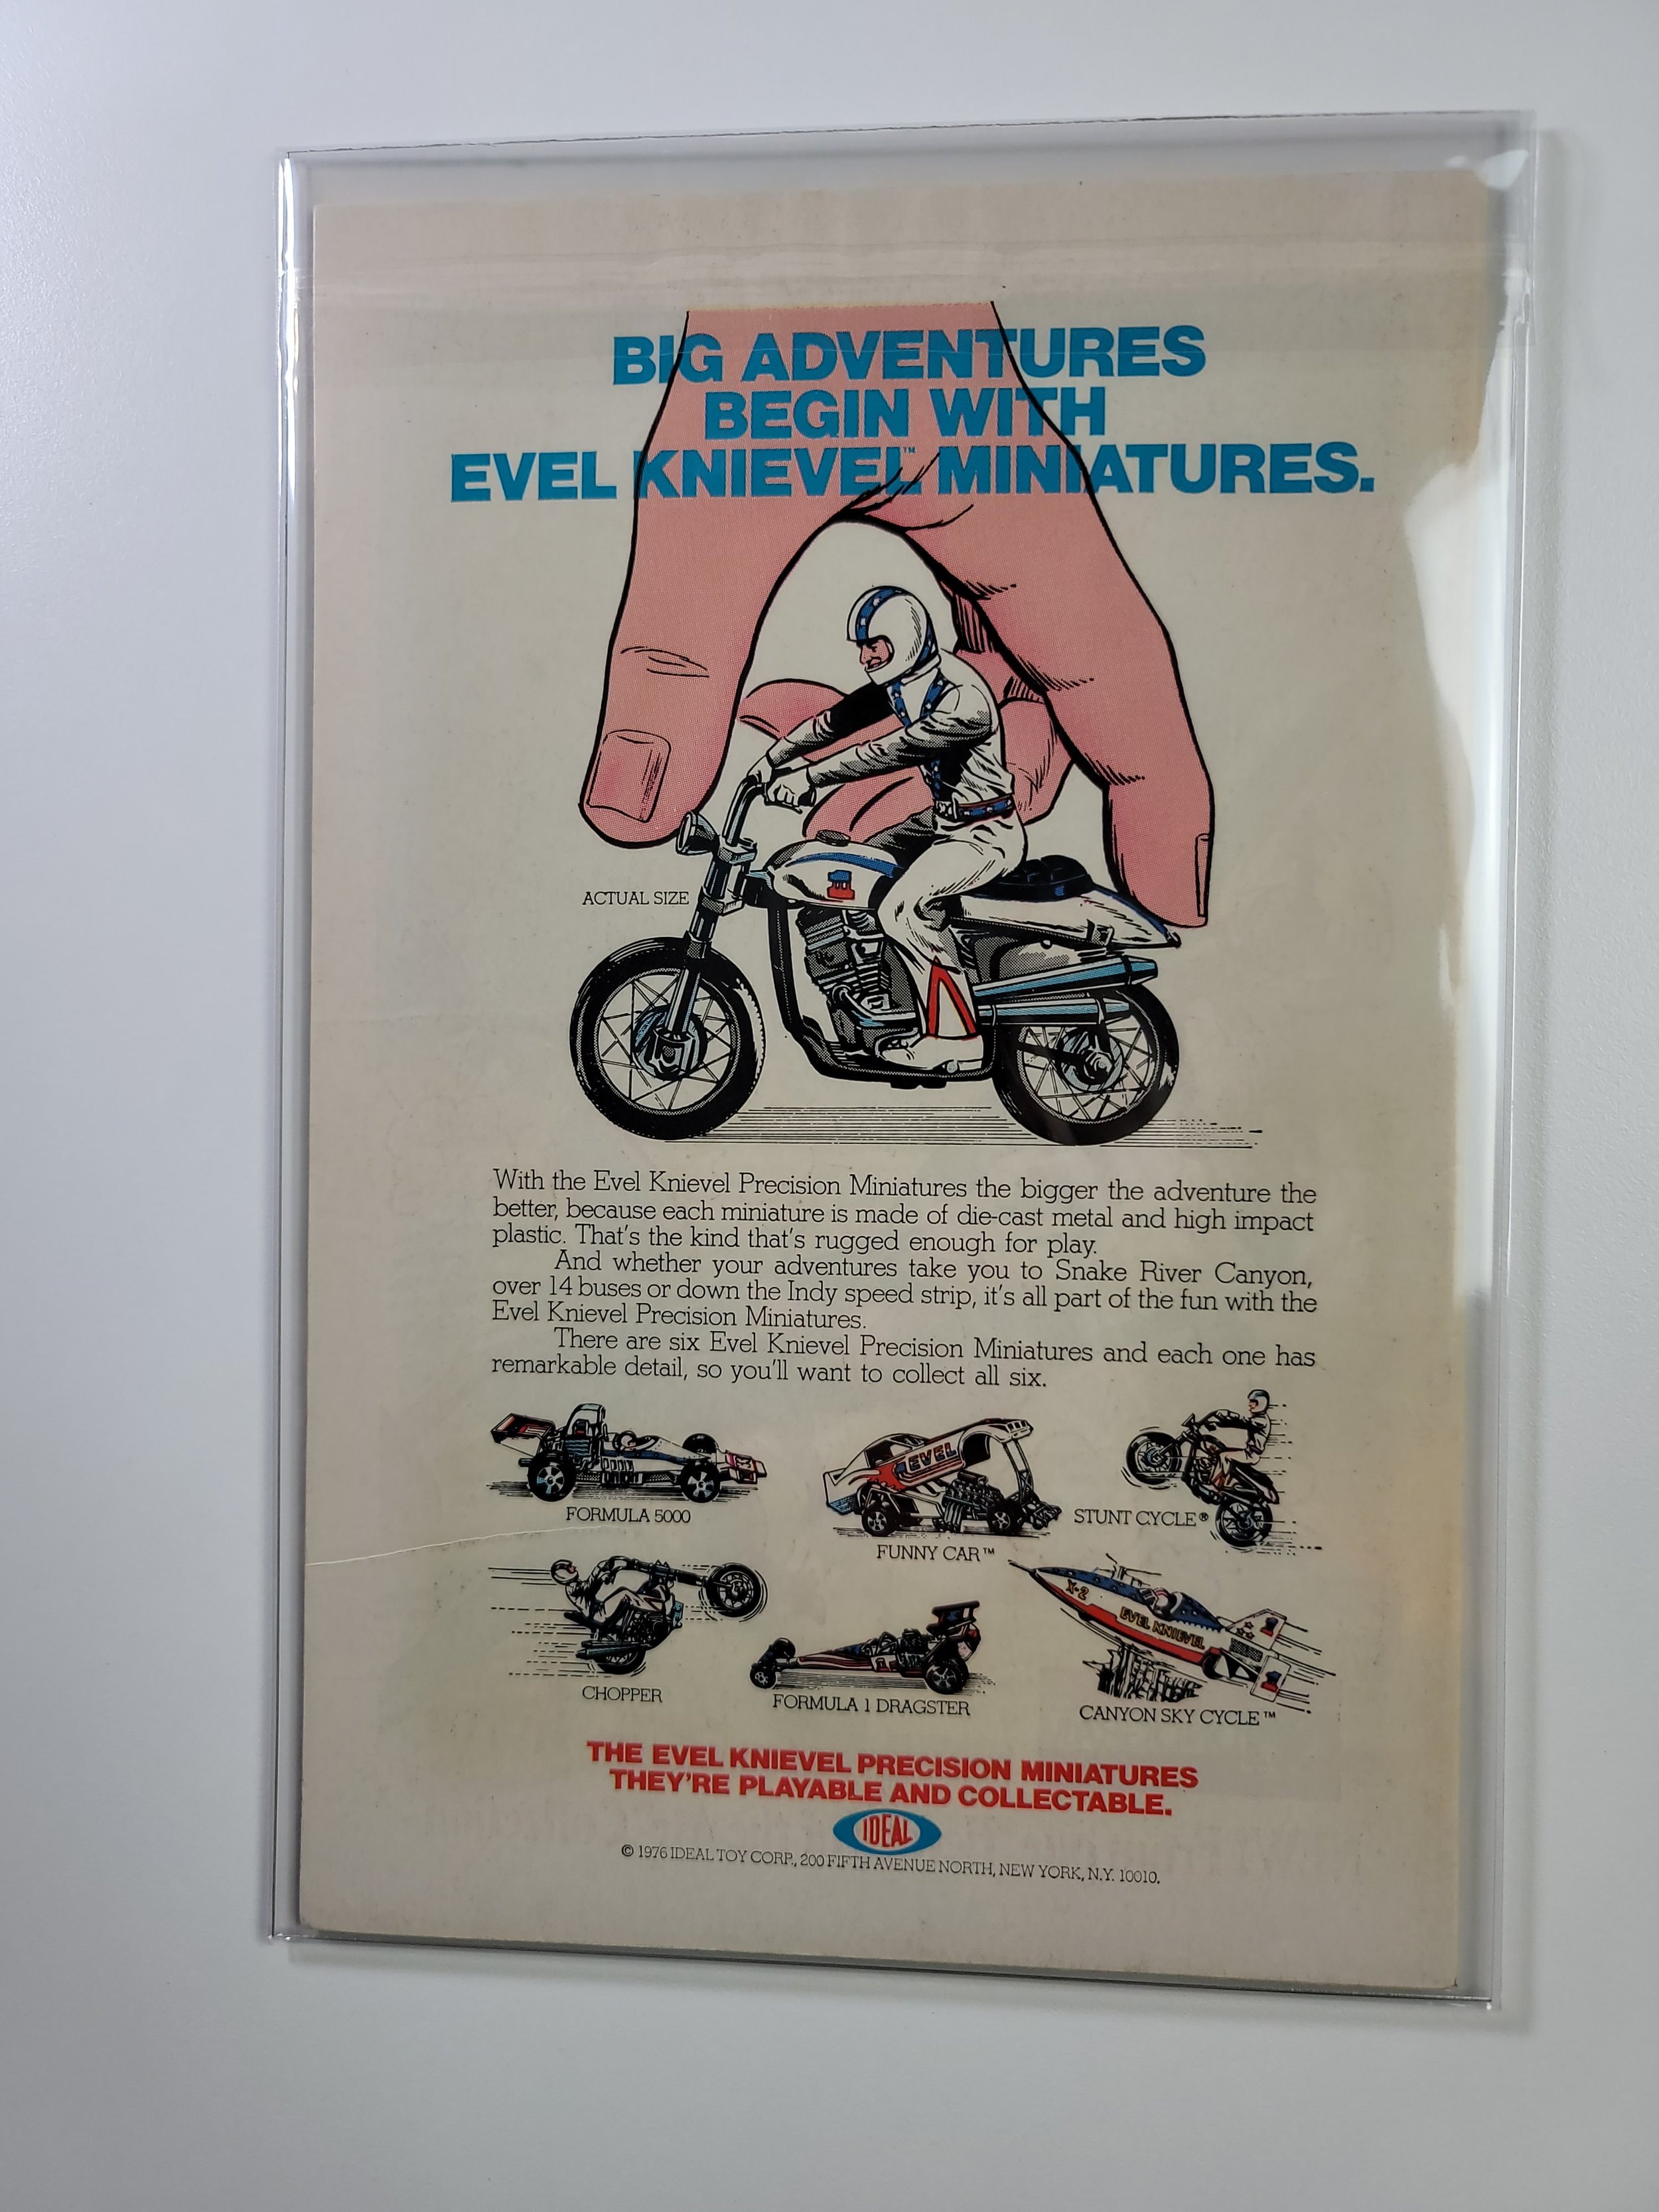 BIG ADVENTURES
BEGIN WITH
EVEL KNIEVEL™ MINIATURES.
ACTUAL SIZE
With the Evel Knievel Precision Miniatures the bigger the adventure the
better, because each miniature is made of die-cast metal and high impact
plastic. That's the kind that's rugged enough for play.
And whether your adventures take you to Snake River Canyon,
over 14 buses or down the Indy speed strip, it's all part of the fun with the
Evel Knievel Precision Miniatures.
There are six Evel Knievel Precision Miniatures and each one has
remarkable detail, so you'll want to collect all six.
EVEL
FORMULA 5000
STUNT CYCLE®
FUNNY CAR™
X-2
EVEL KNIEVEL
1
CHOPPER
FORMULA 1 DRAGSTER
CANYON SKY CYCLE™
THE EVEL KNIEVEL PRECISION MINIATURES
THEY'RE PLAYABLE AND COLLECTABLE.
IDEAL
© 1976 IDEAL TOY CORP., 200 FIFTH AVENUE NORTH, NEW YORK, N.Y. 10010.